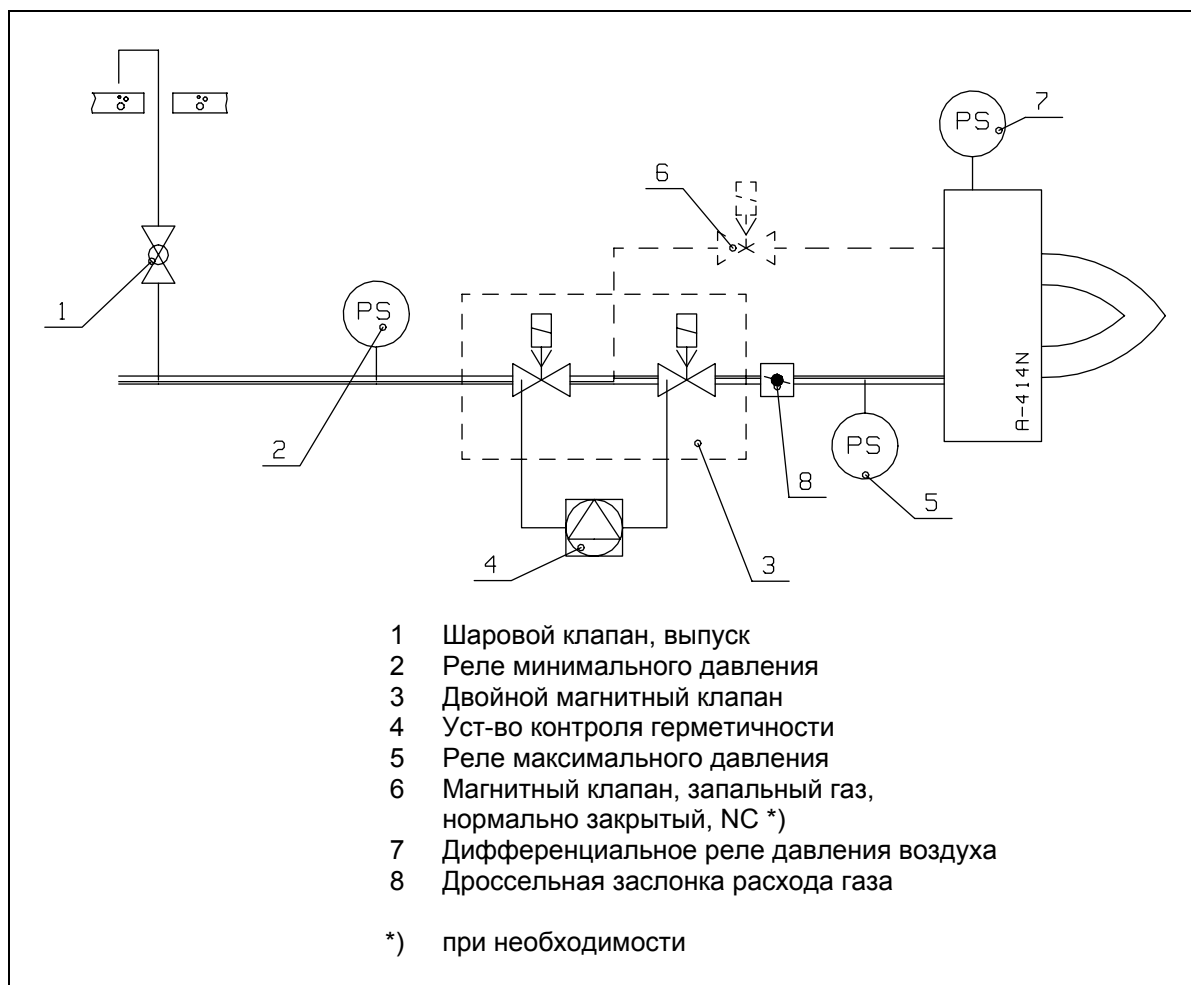 7
PS
6
1
PS
2
A-414N
PS
8
5
4
3
1 Шаровой клапан, выпуск
2 Реле минимального давления
3 Двойной магнитный клапан
4 Уст-во контроля герметичности
5 Реле максимального давления
6 Магнитный клапан, запальный газ,
нормально закрытый, NC *)
7 Дифференциальное реле давления воздуха
8 Дроссельная заслонка расхода газа
*) при необходимости